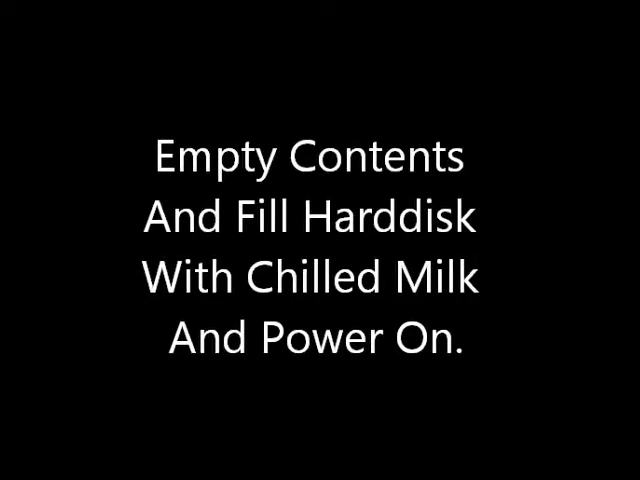 Empty Contents
And Fill Harddisk
With Chilled Milk
And Power On.